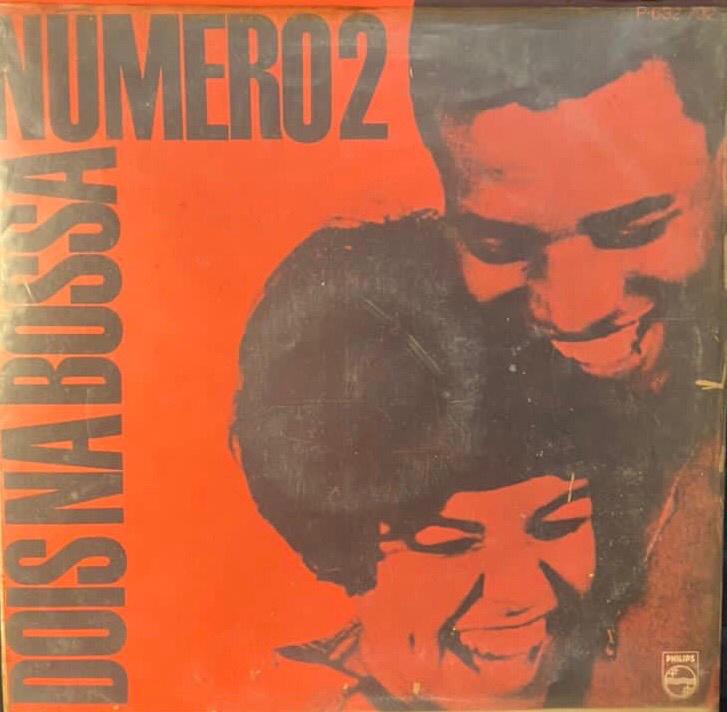 NUMERO 2
DOIS NA BOSSA
PHILIPS